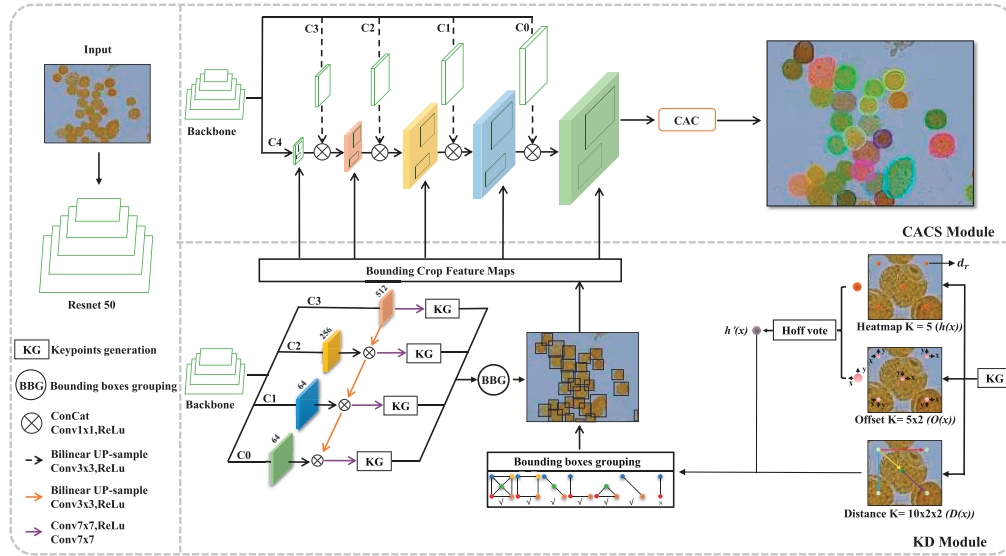 Input
Resnet 50
KG
Keypoints generation
BBG
Bounding boxes grouping
ConCat
Conv1x1,ReLu
Bilinear UP-sample
Conv3x3,ReLu
Bilinear UP-sample
Conv3x3,ReLu
Conv7x7,ReLu
Conv7x7
C3
C2
C1
C0
Backbone
C4
CAC
CACS Module
Bounding Crop Feature Maps
C3
512
KG
C2
256
KG
Backbone
C1
64
KG
C0
64
KG
BBG
Bounding boxes grouping
√ √ √ √ √ √ ×
h'(x)
Hoff vote
d_r
Heatmap K = 5 (h(x))
y y
x x
y
x
y y
x x
y
x
Offset K= 5x2 (O(x))
KG
Distance K= 10x2x2 (D(x))
KD Module